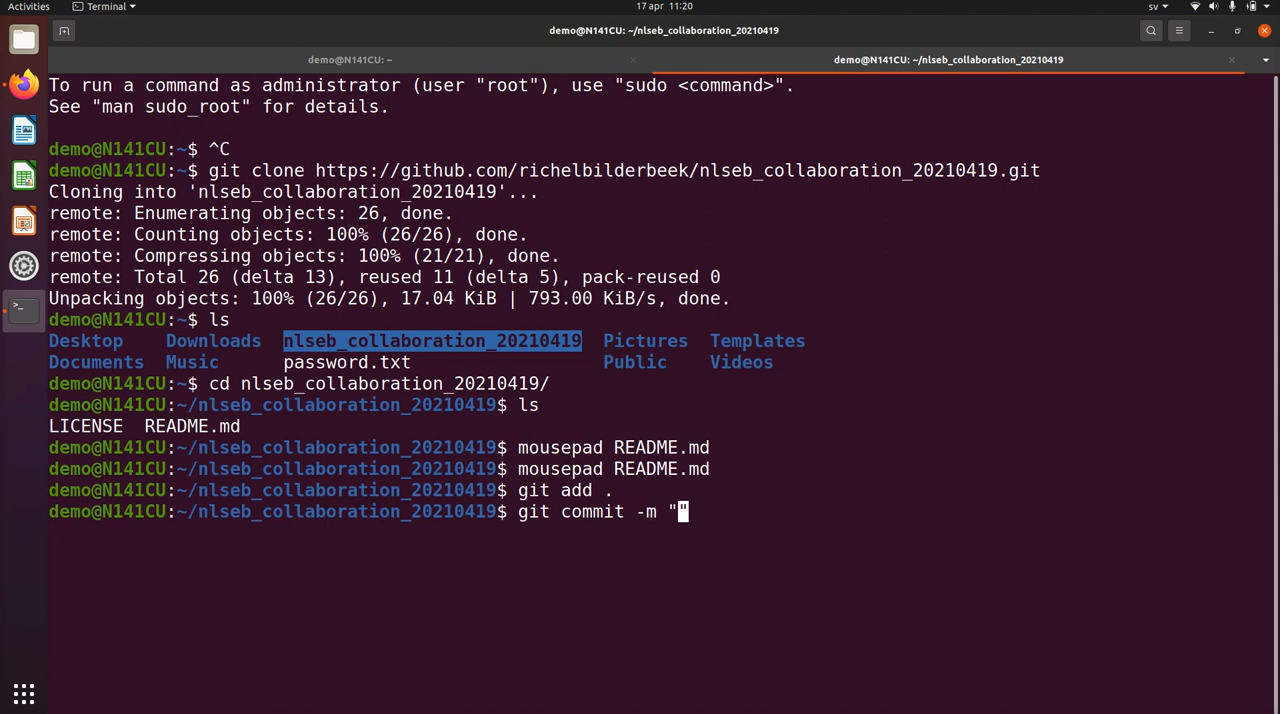 Activities Terminal 17 apr 11:20 sv
demo@N141CU: ~/nlseb_collaboration_20210419
demo@N141CU: ~ demo@N141CU: ~/nlseb_collaboration_20210419
To run a command as administrator (user "root"), use "sudo <command>".
See "man sudo_root" for details.
demo@N141CU:~$ ^C
demo@N141CU:~$ git clone https://github.com/richelbilderbeek/nlseb_collaboration_20210419.git
Cloning into 'nlseb_collaboration_20210419'...
remote: Enumerating objects: 26, done.
remote: Counting objects: 100% (26/26), done.
remote: Compressing objects: 100% (21/21), done.
remote: Total 26 (delta 13), reused 11 (delta 5), pack-reused 0
Unpacking objects: 100% (26/26), 17.04 KiB | 793.00 KiB/s, done.
demo@N141CU:~$ ls
Desktop Downloads nlseb_collaboration_20210419 Pictures Templates
Documents Music password.txt Public Videos
demo@N141CU:~$ cd nlseb_collaboration_20210419/
demo@N141CU:~/nlseb_collaboration_20210419$ ls
LICENSE README.md
demo@N141CU:~/nlseb_collaboration_20210419$ mousepad README.md
demo@N141CU:~/nlseb_collaboration_20210419$ mousepad README.md
demo@N141CU:~/nlseb_collaboration_20210419$ git add .
demo@N141CU:~/nlseb_collaboration_20210419$ git commit -m ""